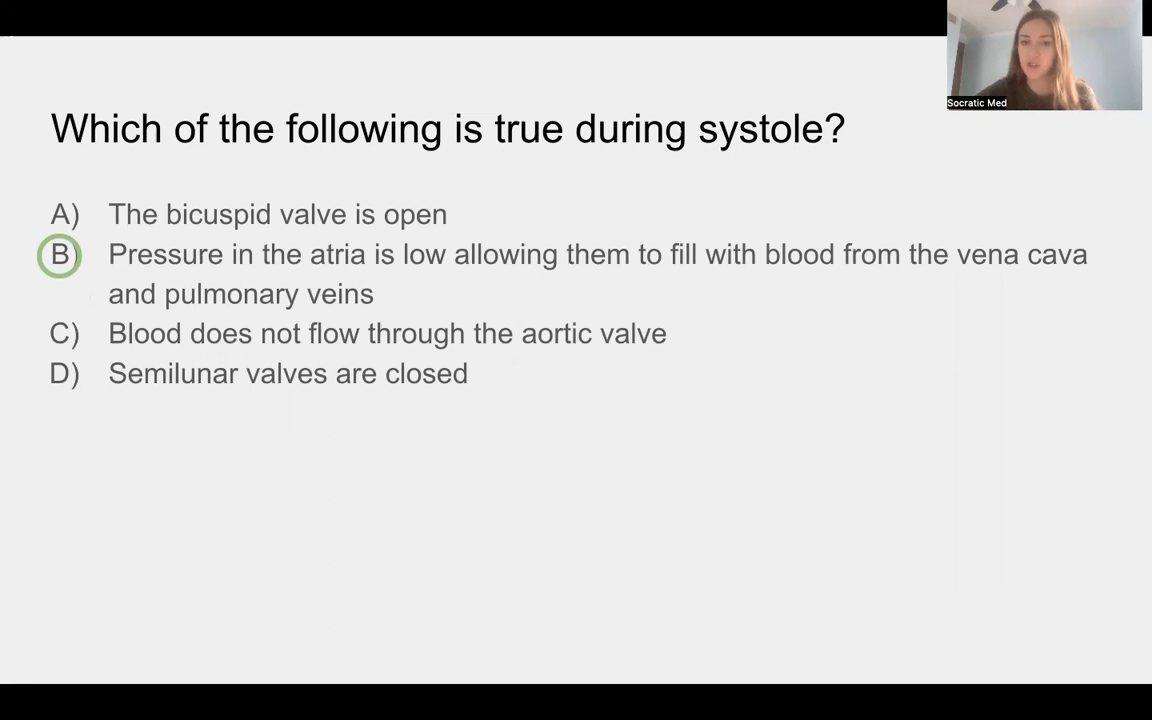 Socratic Med
Which of the following is true during systole?
A) The bicuspid valve is open
B) Pressure in the atria is low allowing them to fill with blood from the vena cava
and pulmonary veins
C) Blood does not flow through the aortic valve
D) Semilunar valves are closed